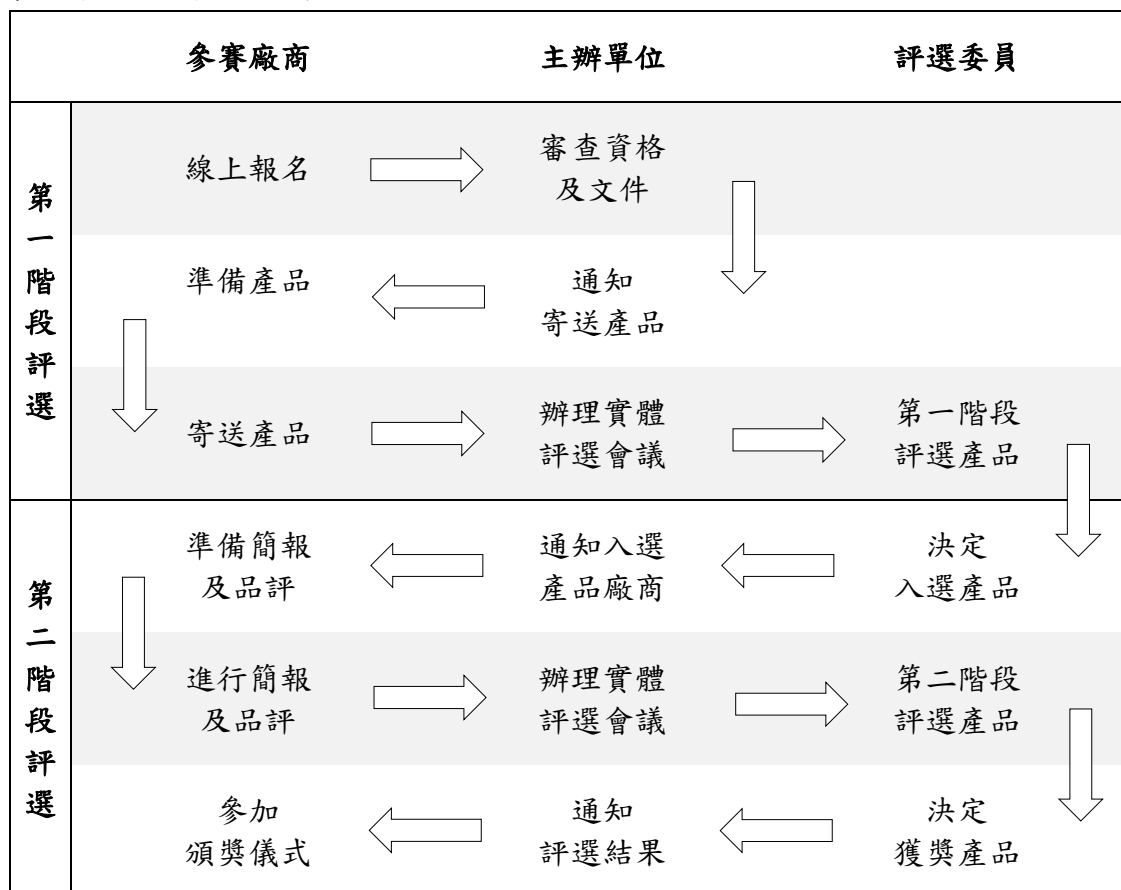 參賽廠商 主辦單位 評選委員
第一階段評選
線上報名 審查資格
及文件
準備產品 通知
寄送產品
寄送產品 辦理實體
評選會議 第一階段
評選產品
第二階段評選
準備簡報
及品評 通知入選
產品廠商 決定
入選產品
進行簡報
及品評 辦理實體
評選會議 第二階段
評選產品
參加
頒獎儀式 通知
評選結果 決定
獲獎產品